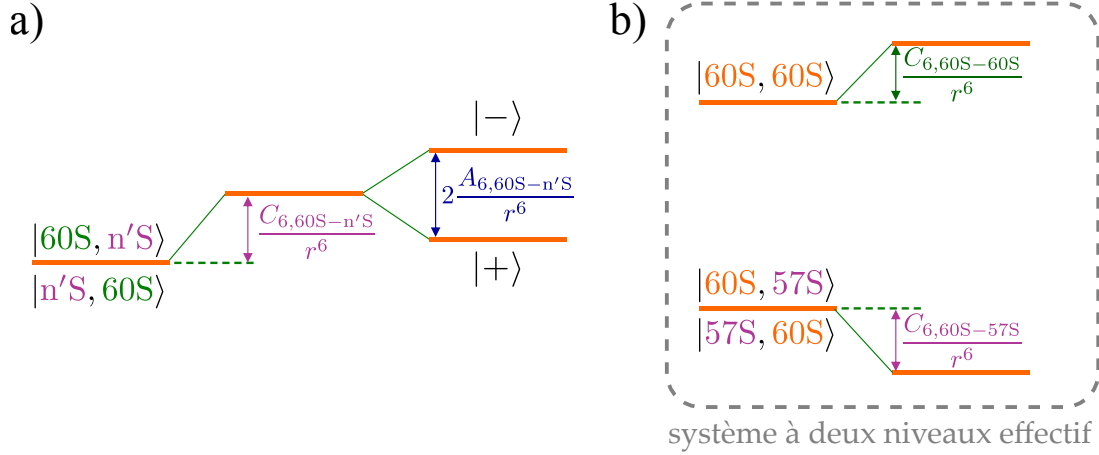 a)
|60S, n′S⟩
|n′S, 60S⟩
C6,60S−n′S
r6
|−⟩
2 A6,60S−n′S
r6
|+⟩
b)
|60S, 60S⟩
C6,60S−60S
r6
|60S, 57S⟩
|57S, 60S⟩
C6,60S−57S
r6
système à deux niveaux effectif